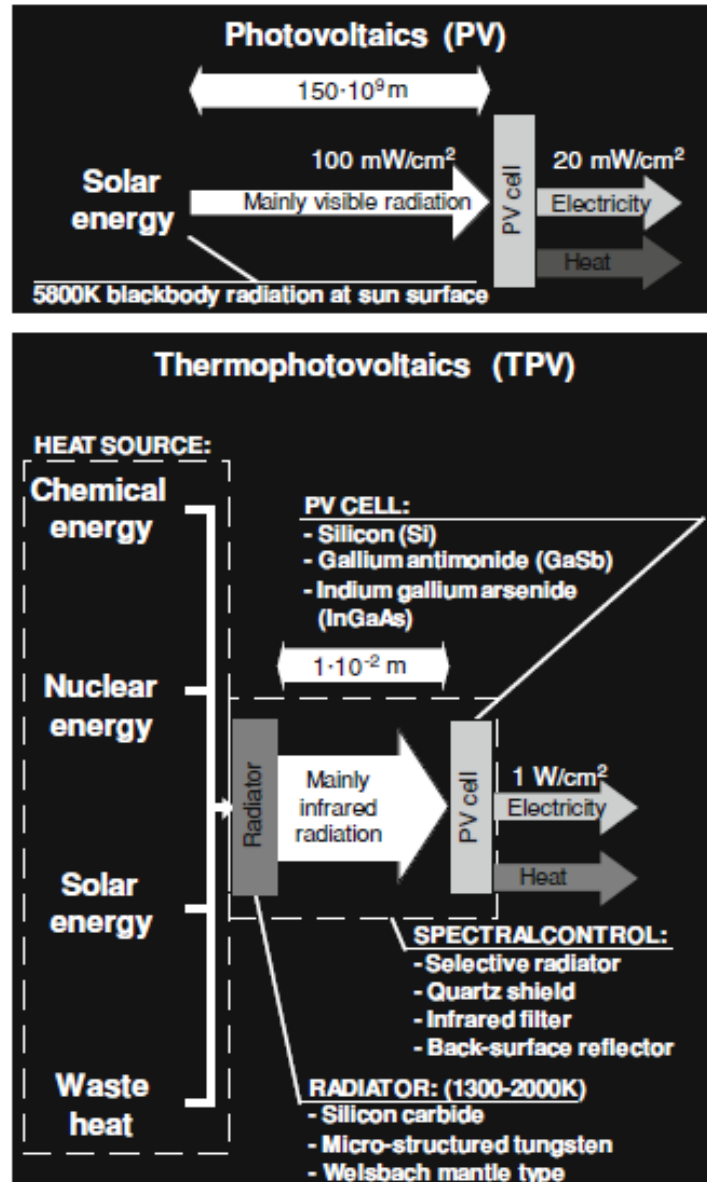 Photovoltaics (PV)
150·10⁹ m
100 mW/cm²
20 mW/cm²
Solar
energy
Mainly visible radiation
PV cell
Electricity
Heat
5800K blackbody radiation at sun surface
Thermophotovoltaics (TPV)
HEAT SOURCE:
Chemical
energy
Nuclear
energy
Solar
energy
Waste
heat
PV CELL:
- Silicon (Si)
- Gallium antimonide (GaSb)
- Indium gallium arsenide
(InGaAs)
1·10⁻² m
Radiator
Mainly
infrared
radiation
PV cell
1 W/cm²
Electricity
Heat
SPECTRALCONTROL:
- Selective radiator
- Quartz shield
- Infrared filter
- Back-surface reflector
RADIATOR: (1300-2000K)
- Silicon carbide
- Micro-structured tungsten
- Welsbach mantle type